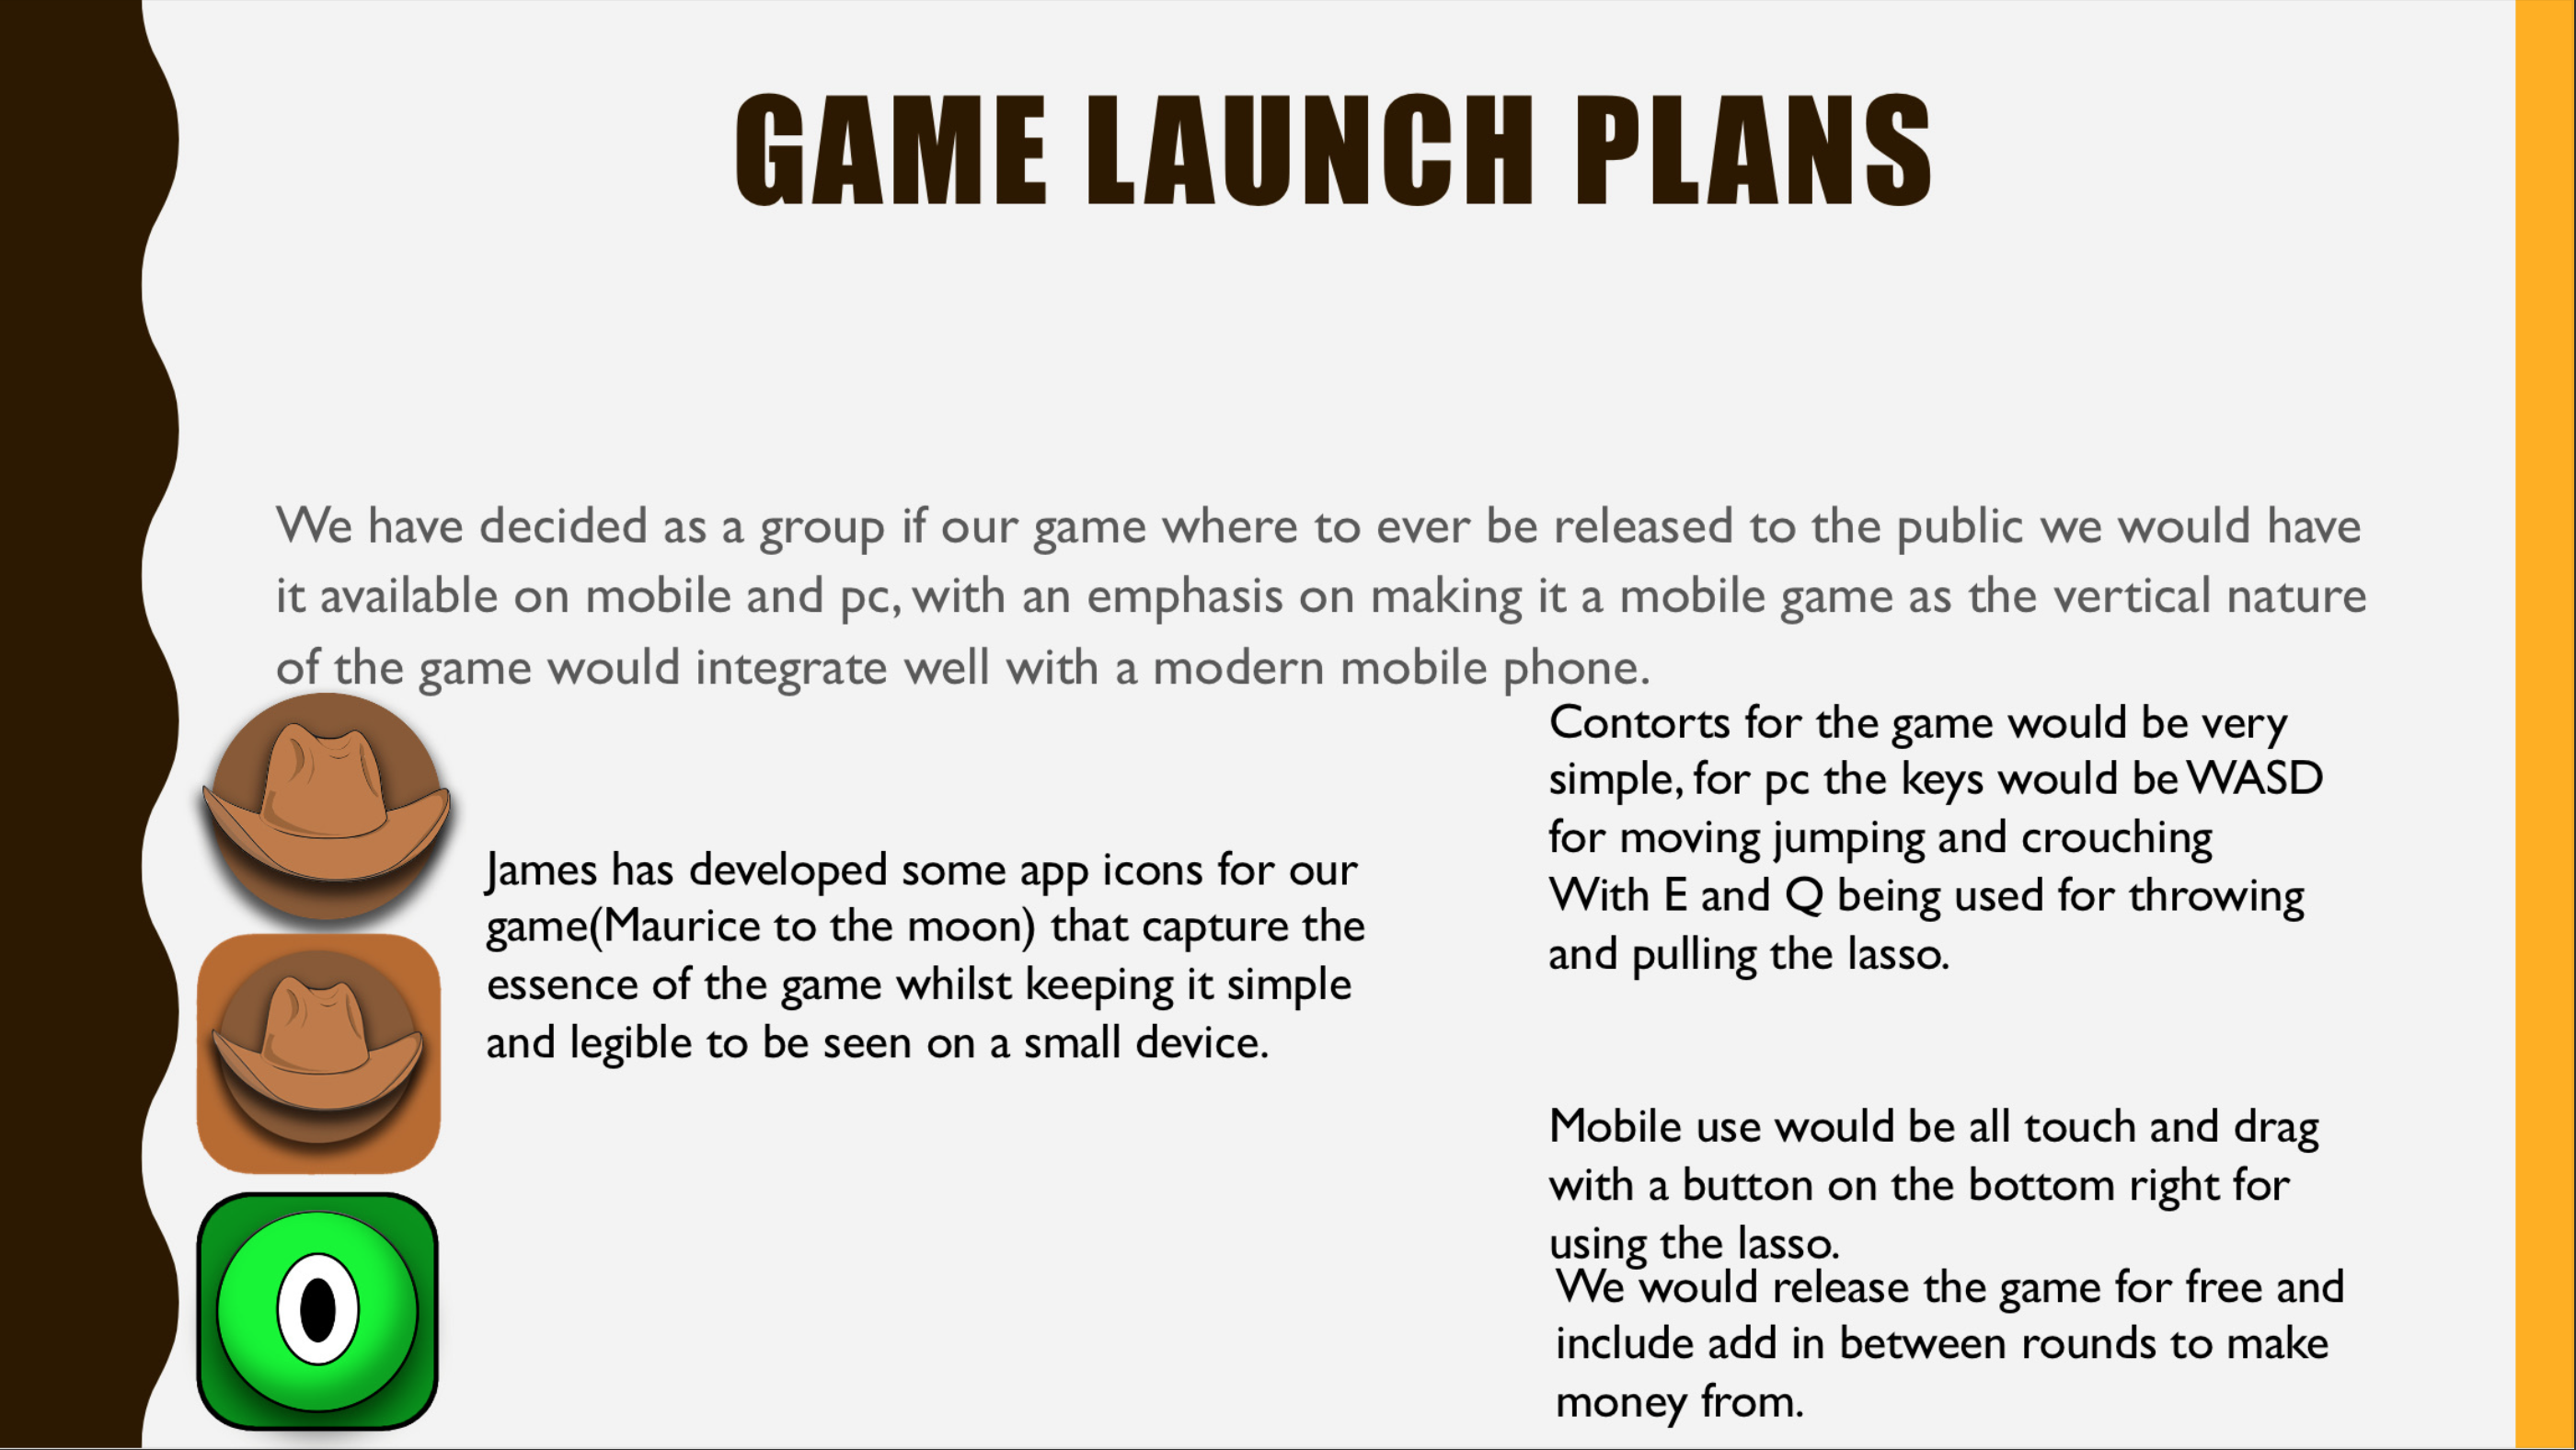 GAME LAUNCH PLANS
We have decided as a group if our game where to ever be released to the public we would have
it available on mobile and pc, with an emphasis on making it a mobile game as the vertical nature
of the game would integrate well with a modern mobile phone.
James has developed some app icons for our
game(Maurice to the moon) that capture the
essence of the game whilst keeping it simple
and legible to be seen on a small device.
Contorts for the game would be very
simple, for pc the keys would be WASD
for moving jumping and crouching
With E and Q being used for throwing
and pulling the lasso.
Mobile use would be all touch and drag
with a button on the bottom right for
using the lasso.
We would release the game for free and
include add in between rounds to make
money from.